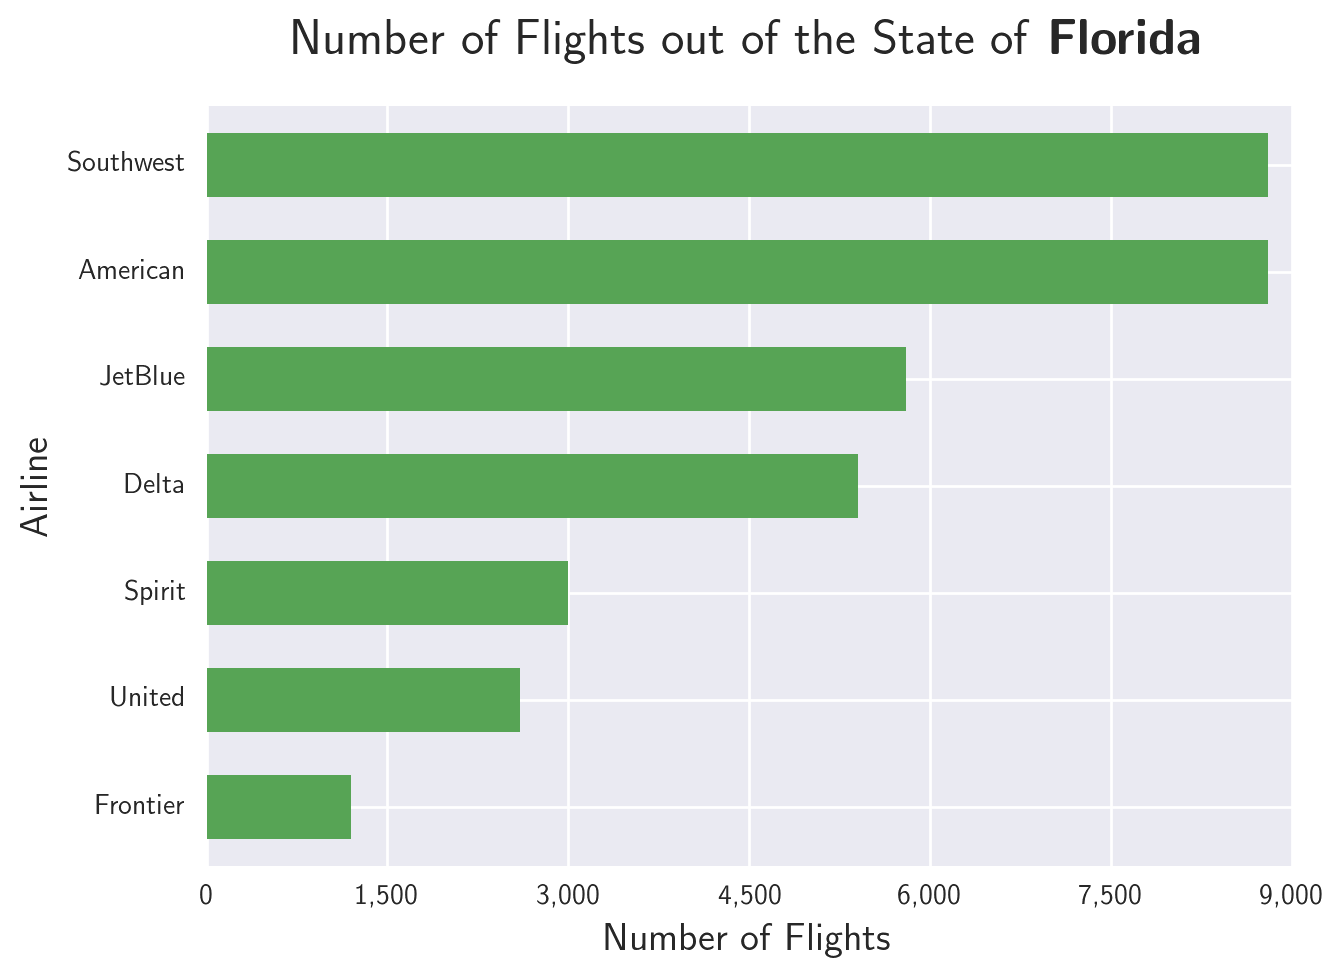 Number of Flights out of the State of Florida
Southwest
American
JetBlue
Delta
Spirit
United
Frontier
Airline
0 1,500 3,000 4,500 6,000 7,500 9,000
Number of Flights